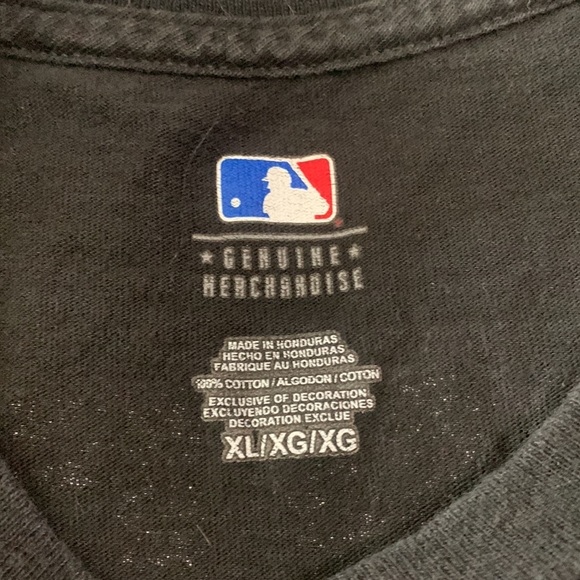 ★ GENUINE ★
MERCHANDISE
MADE IN HONDURAS
HECHO EN HONDURAS
FABRIQUE AU HONDURAS
100% COTTON / ALGODON / COTON
EXCLUSIVE OF DECORATION
EXCLUYENDO DECORACIONES
DECORATION EXCLUE
XL/XG/XG